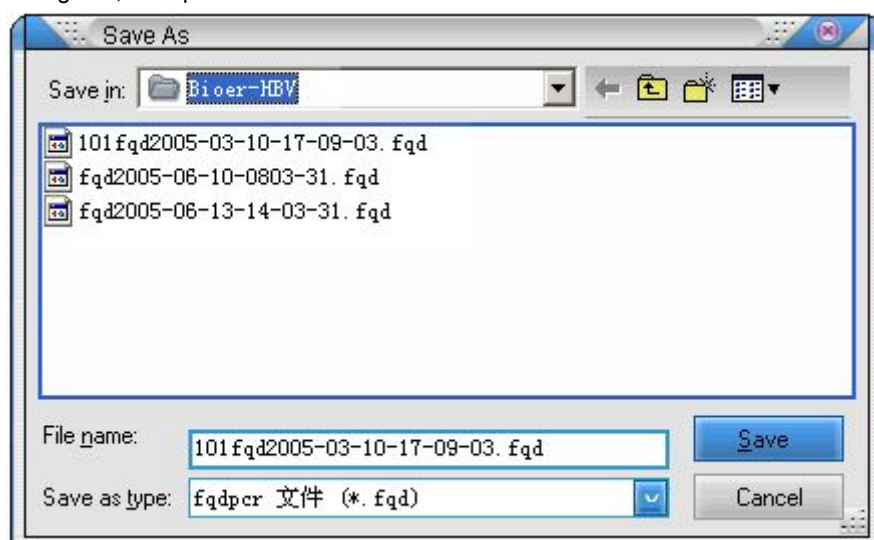 Save As
Save in: Bioer-HBV
101fqd2005-03-10-17-09-03.fqd
fqd2005-06-10-0803-31.fqd
fqd2005-06-13-14-03-31.fqd
File name: 101fqd2005-03-10-17-09-03.fqd Save
Save as type: fqdpcr 文件 (*.fqd) Cancel